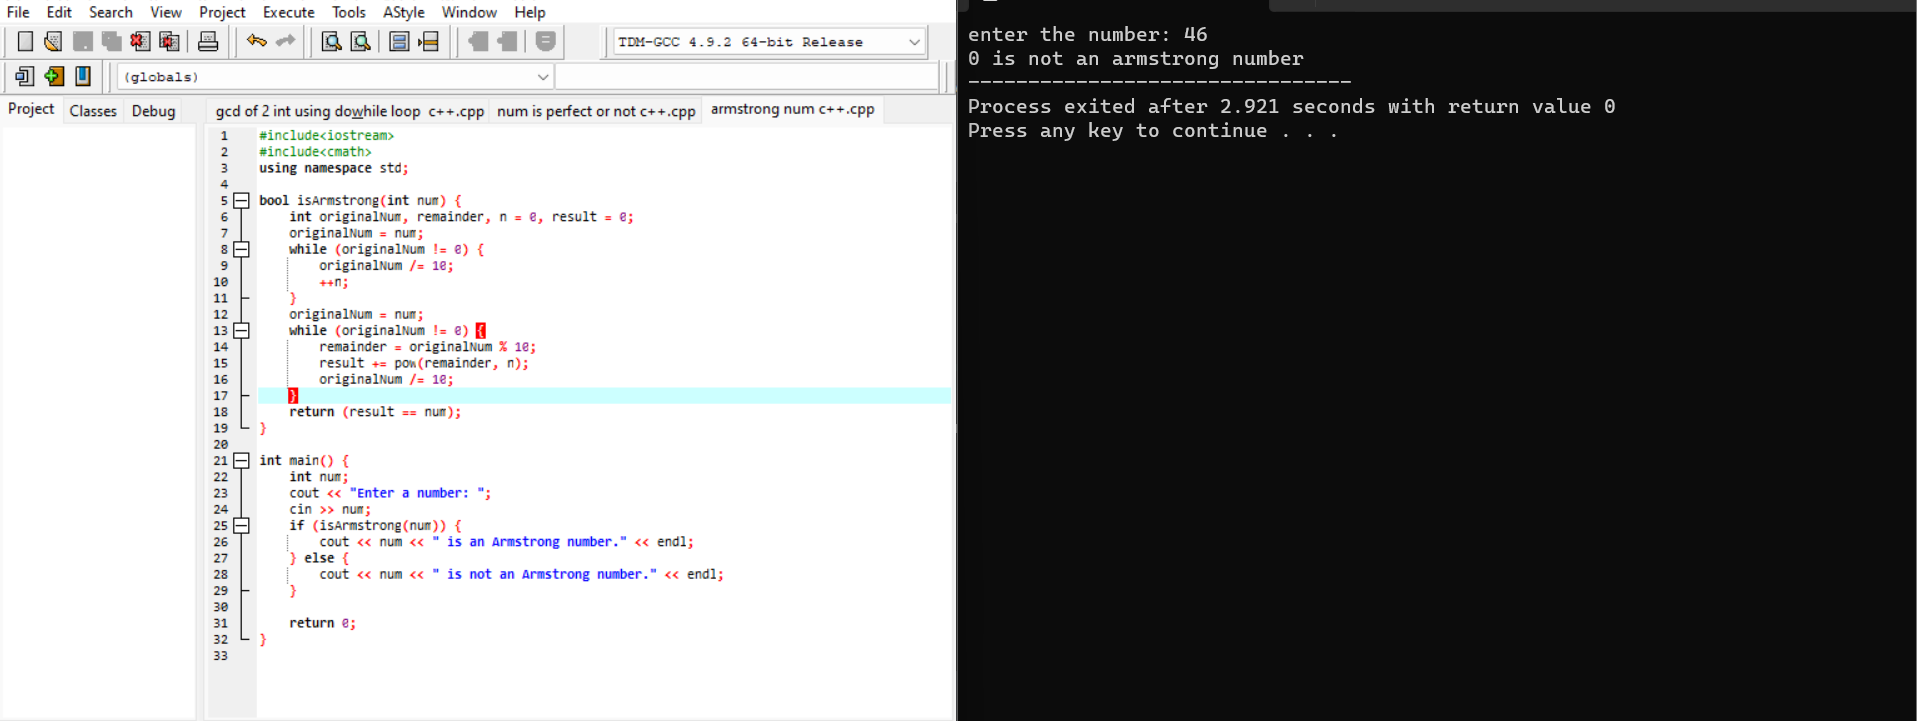 File Edit Search View Project Execute Tools AStyle Window Help
TDM-GCC 4.9.2 64-bit Release
(globals)
Project Classes Debug
gcd of 2 int using dowhile loop c++.cpp num is perfect or not c++.cpp armstrong num c++.cpp
1 #include<iostream>
2 #include<cmath>
3 using namespace std;
4
5 bool isArmstrong(int num) {
6 int originalNum, remainder, n = 0, result = 0;
7 originalNum = num;
8 while (originalNum != 0) {
9 originalNum /= 10;
10 ++n;
11 }
12 originalNum = num;
13 while (originalNum != 0) {
14 remainder = originalNum % 10;
15 result += pow(remainder, n);
16 originalNum /= 10;
17 }
18 return (result == num);
19 }
20
21 int main() {
22 int num;
23 cout << "Enter a number: ";
24 cin >> num;
25 if (isArmstrong(num)) {
26 cout << num << " is an Armstrong number." << endl;
27 } else {
28 cout << num << " is not an Armstrong number." << endl;
29 }
30
31 return 0;
32 }
33
enter the number: 46
0 is not an armstrong number
--------------------------------
Process exited after 2.921 seconds with return value 0
Press any key to continue . . .